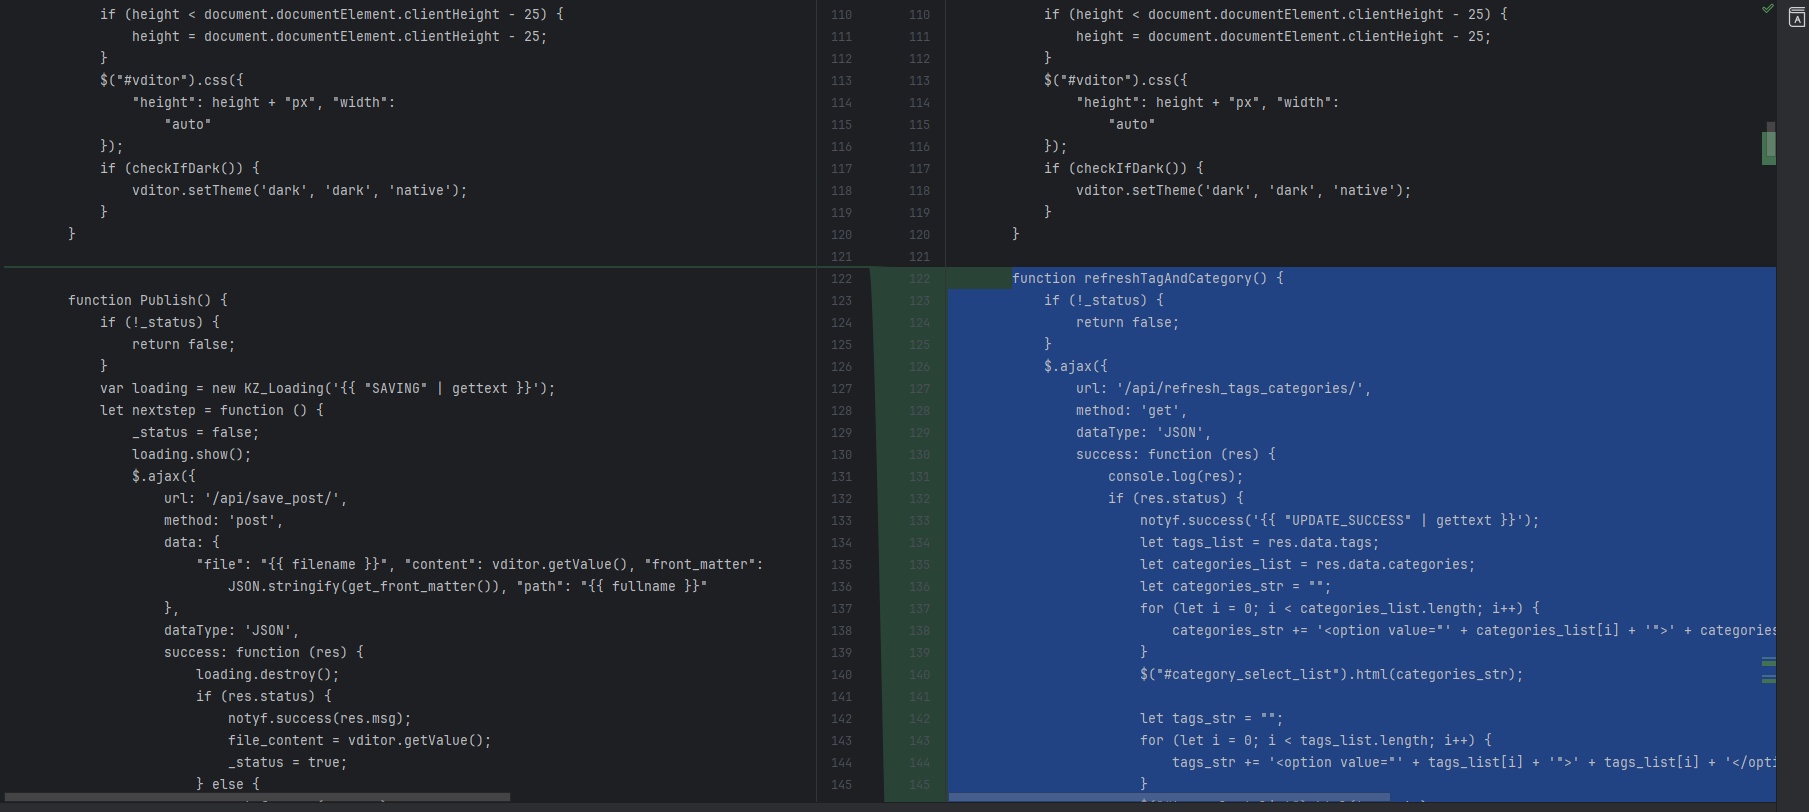 if (height < document.documentElement.clientHeight - 25) {
height = document.documentElement.clientHeight - 25;
}
$("#vditor").css({
"height": height + "px", "width":
"auto"
});
if (checkIfDark()) {
vditor.setTheme('dark', 'dark', 'native');
}
}
function Publish() {
if (!_status) {
return false;
}
var loading = new KZ_Loading('{{ "SAVING" | gettext }}');
let nextstep = function () {
_status = false;
loading.show();
$.ajax({
url: '/api/save_post/',
method: 'post',
data: {
"file": "{{ filename }}", "content": vditor.getValue(), "front_matter":
JSON.stringify(get_front_matter()), "path": "{{ fullname }}"
},
dataType: 'JSON',
success: function (res) {
loading.destroy();
if (res.status) {
notyf.success(res.msg);
file_content = vditor.getValue();
_status = true;
} else {
110 110
111 111
112 112
113 113
114 114
115 115
116 116
117 117
118 118
119 119
120 120
121 121
122 122
123 123
124 124
125 125
126 126
127 127
128 128
129 129
130 130
131 131
132 132
133 133
134 134
135 135
136 136
137 137
138 138
139 139
140 140
141 141
142 142
143 143
144 144
145 145
if (height < document.documentElement.clientHeight - 25) {
height = document.documentElement.clientHeight - 25;
}
$("#vditor").css({
"height": height + "px", "width":
"auto"
});
if (checkIfDark()) {
vditor.setTheme('dark', 'dark', 'native');
}
}
function refreshTagAndCategory() {
if (!_status) {
return false;
}
$.ajax({
url: '/api/refresh_tags_categories/',
method: 'get',
dataType: 'JSON',
success: function (res) {
console.log(res);
if (res.status) {
notyf.success('{{ "UPDATE_SUCCESS" | gettext }}');
let tags_list = res.data.tags;
let categories_list = res.data.categories;
let categories_str = "";
for (let i = 0; i < categories_list.length; i++) {
categories_str += '<option value="' + categories_list[i] + '">' + categories
}
$("#category_select_list").html(categories_str);
let tags_str = "";
for (let i = 0; i < tags_list.length; i++) {
tags_str += '<option value="' + tags_list[i] + '">' + tags_list[i] + '</opti
}